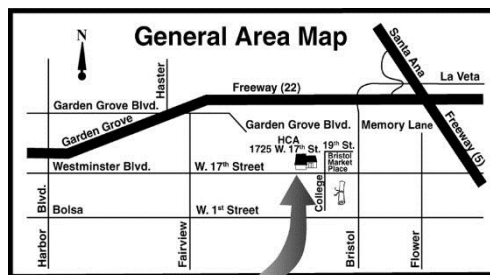 General Area Map
N
Haster
Santa Ana
Freeway (5)
La Veta
Freeway (22)
Garden Grove Blvd.
Garden Grove
Garden Grove Blvd.
Memory Lane
HCA
1725 W. 17th St.
19th St.
Bristol
Market
Place
Westminster Blvd.
W. 17th Street
College
Bolsa
W. 1st Street
Harbor
Blvd.
Fairview
Bristol
Flower